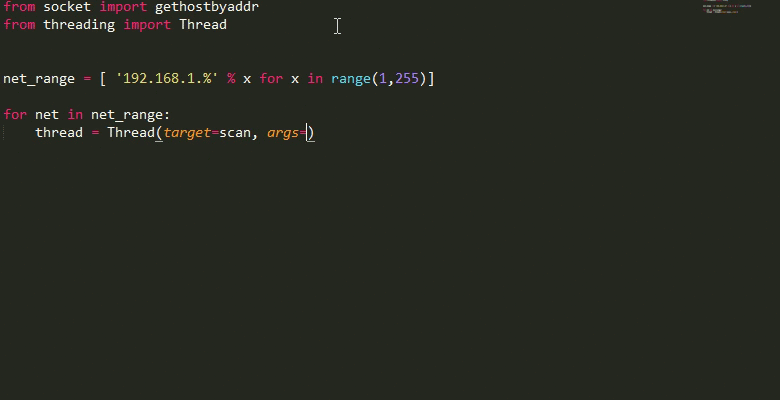 from socket import gethostbyaddr
from threading import Thread
net_range = [ '192.168.1.%' % x for x in range(1,255)]
for net in net_range:
thread = Thread(target=scan, args=)